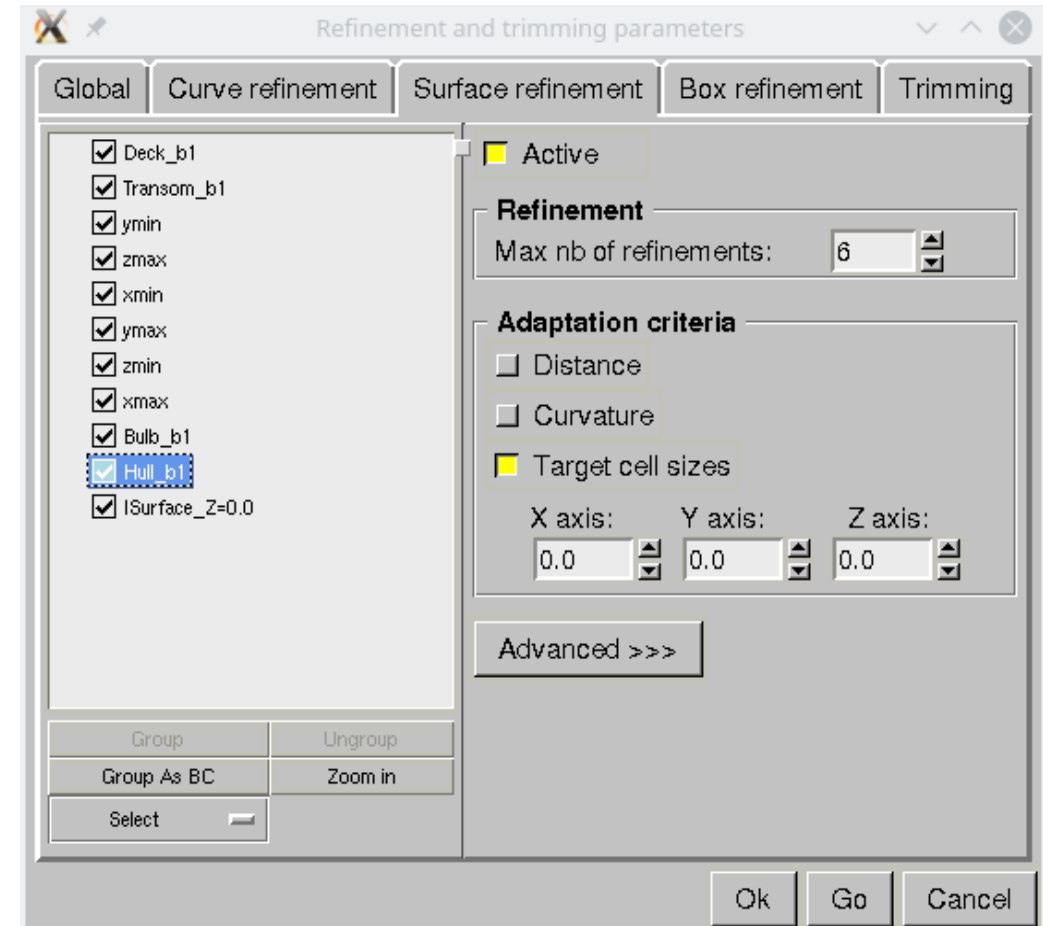 Refinement and trimming parameters
Global Curve refinement Surface refinement Box refinement Trimming
Deck_b1
Transom_b1
ymin
zmax
xmin
ymax
zmin
xmax
Bulb_b1
Hull_b1
ISurface_Z=0.0
Group Ungroup
Group As BC Zoom in
Select
Active
Refinement
Max nb of refinements: 6
Adaptation criteria
Distance
Curvature
Target cell sizes
X axis: Y axis: Z axis:
0.0 0.0 0.0
Advanced >>>
Ok Go Cancel